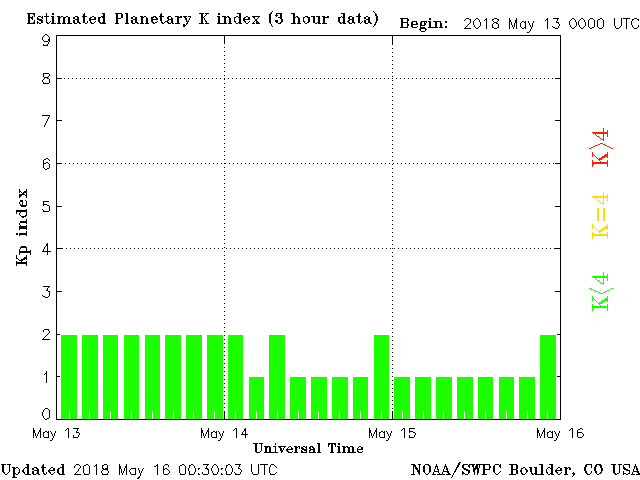 Estimated Planetary K index (3 hour data) Begin: 2018 May 13 0000 UTC
9
8
7
6
5
4
3
2
1
0
Kp index
K>4
K=4
K<4
May 13 May 14 May 15 May 16
Universal Time
Updated 2018 May 16 00:30:03 UTC NOAA/SWPC Boulder, CO USA